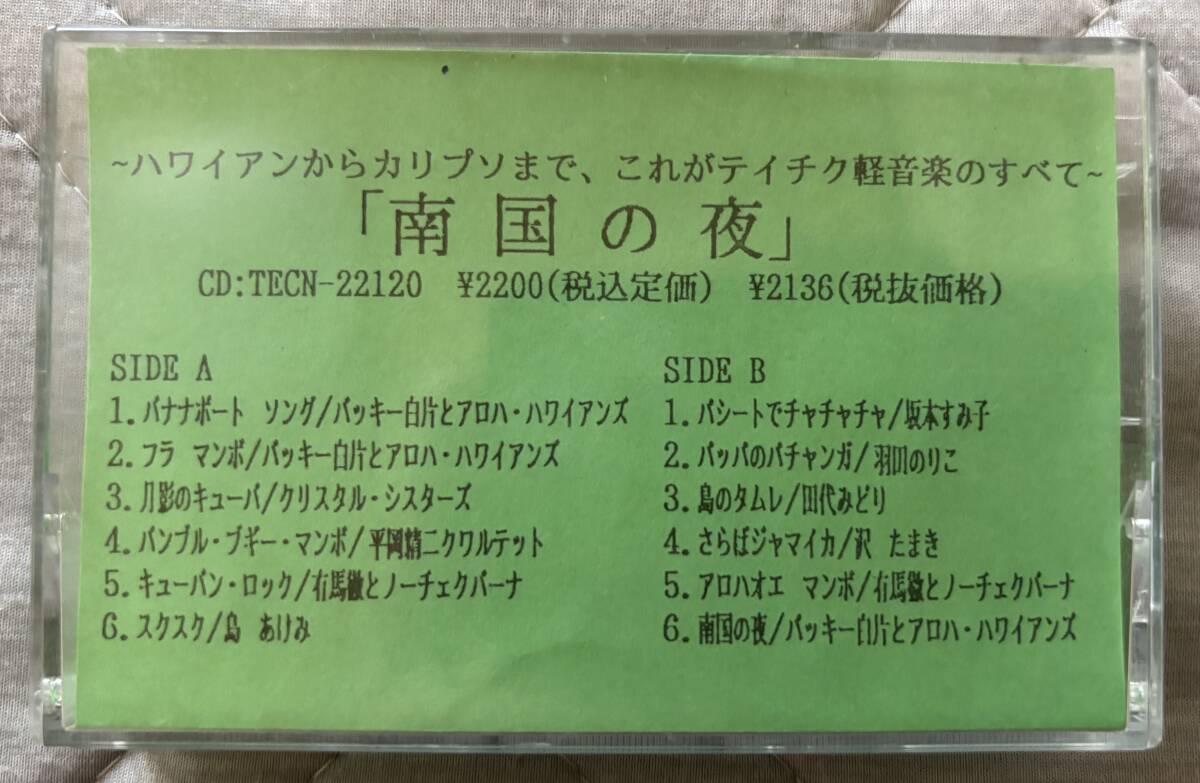 ~ハワイアンからカリプソまで、これがテイチク軽音楽のすべて~
「南国の夜」
CD:TECN-22120 ¥2200(税込定価) ¥2136(税抜価格)
SIDE A
1.バナナボート ソング/バッキー白片とアロハ・ハワイアンズ
2.フラ マンボ/バッキー白片とアロハ・ハワイアンズ
3.月影のキューバ/クリスタル・シスターズ
4.バンブル・ブギー・マンボ/平岡精二クワルテット
5.キューバン・ロック/有馬徹とノーチェクバーナ
6.スクスク/島 あけみ
SIDE B
1.パシートでチャチャチャ/坂本すみ子
2.パッパのパチャンガ/羽田のりこ
3.島のタムレ/田代みどり
4.さらばジャマイカ/沢 たまき
5.アロハオエ マンボ/有馬徹とノーチェクバーナ
6.南国の夜/バッキー白片とアロハ・ハワイアンズ